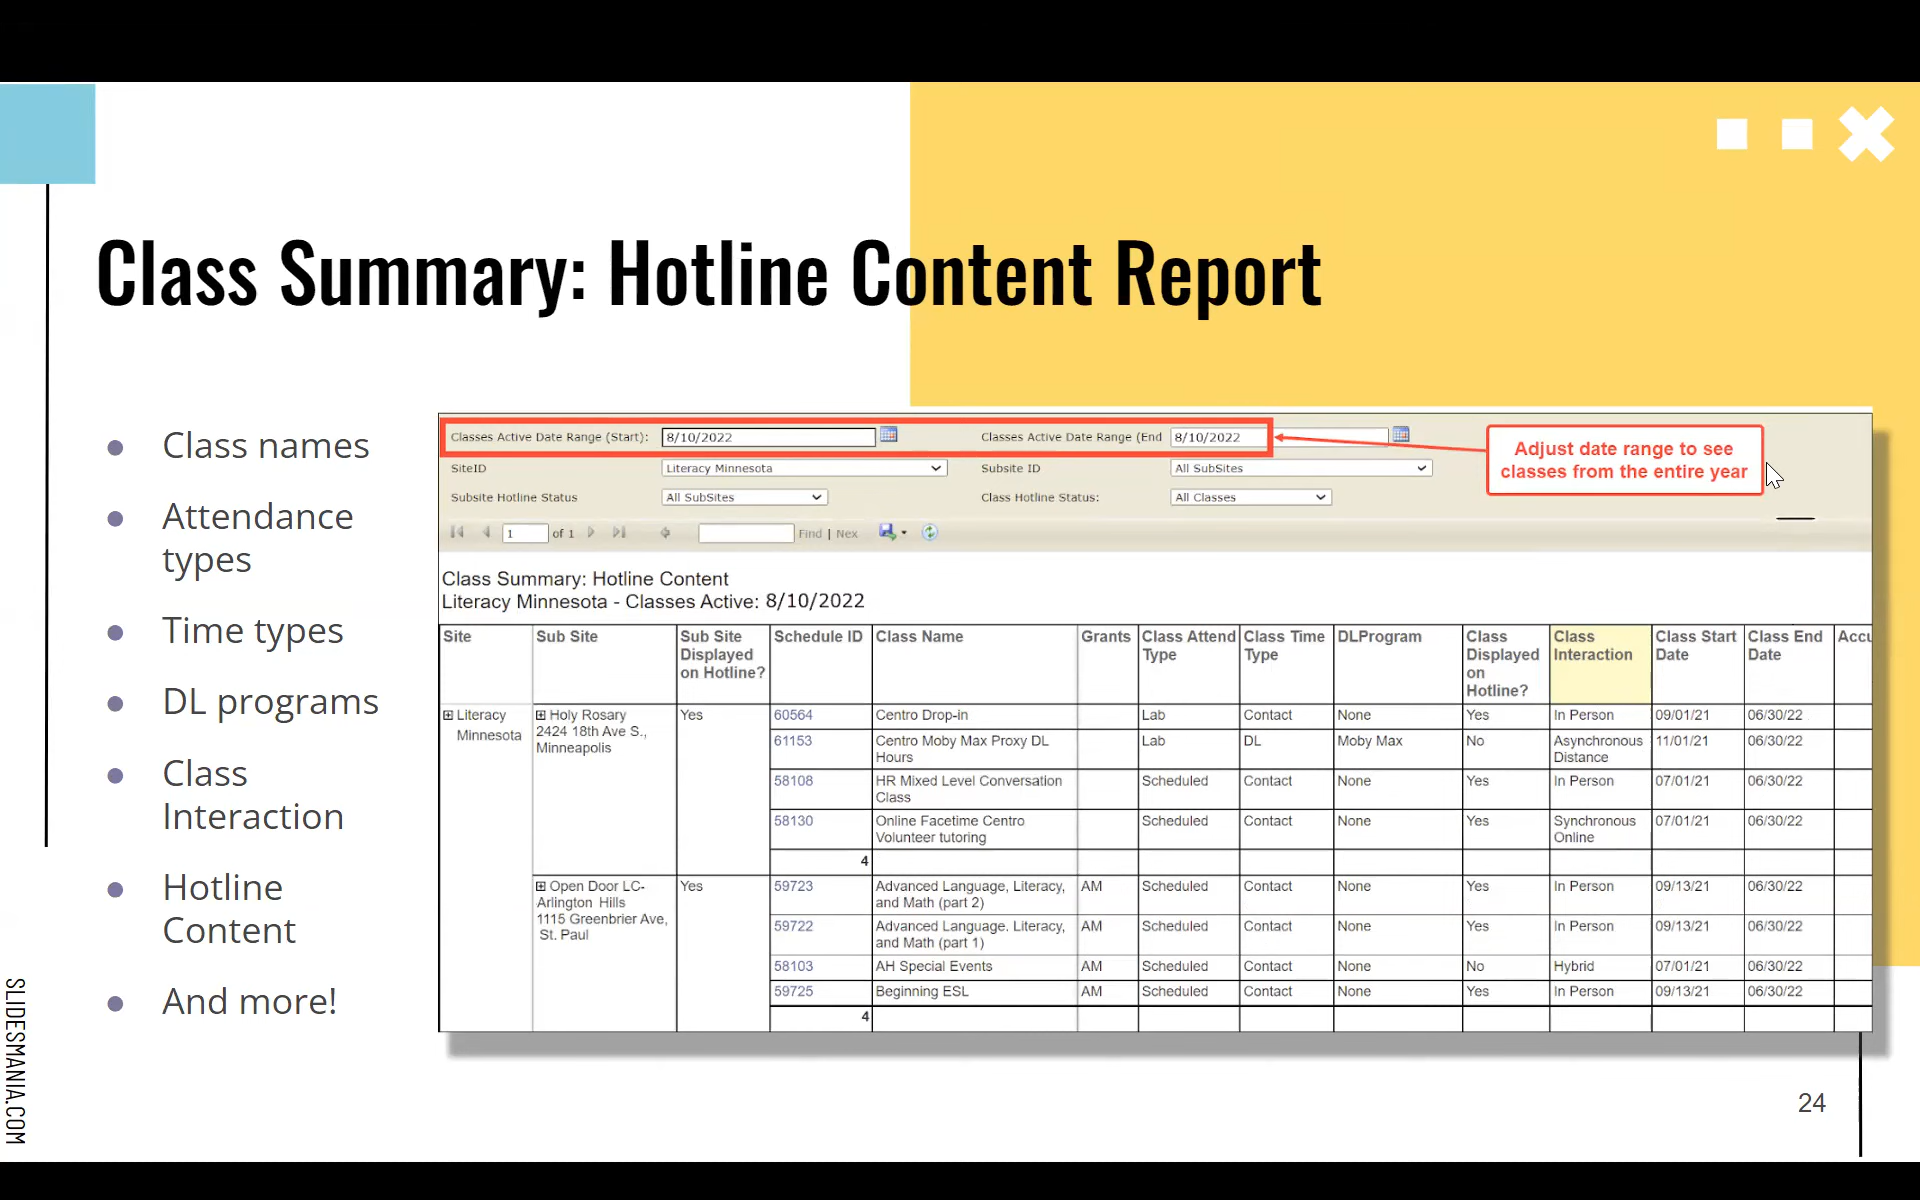 Class Summary: Hotline Content Report
Class names
Attendance
types
Time types
DL programs
Class
Interaction
Hotline
Content
And more!
Classes Active Date Range (Start): 8/10/2022 Classes Active Date Range (End 8/10/2022
SiteID Literacy Minnesota Subsite ID All SubSites
Subsite Hotline Status All SubSites Class Hotline Status: All Classes
Adjust date range to see
classes from the entire year
1 of 1 Find | Nex
Class Summary: Hotline Content
Literacy Minnesota - Classes Active: 8/10/2022
Site Sub Site Sub Site Schedule ID Class Name Grants Class Attend Class Time DLProgram Class Class Class Start Class End Accu
Displayed Type Type Displayed Interaction Date Date
on Hotline? on
Hotline?
Literacy Holy Rosary Yes 60564 Centro Drop-in Lab Contact None Yes In Person 09/01/21 06/30/22
Minnesota 2424 18th Ave S., 61153 Centro Moby Max Proxy DL Lab DL Moby Max No Asynchronous 11/01/21 06/30/22
Minneapolis Hours Distance
58108 HR Mixed Level Conversation Scheduled Contact None Yes In Person 07/01/21 06/30/22
Class
58130 Online Facetime Centro Scheduled Contact None Yes Synchronous 07/01/21 06/30/22
Volunteer tutoring Online
4
Open Door LC- Yes 59723 Advanced Language, Literacy, AM Scheduled Contact None Yes In Person 09/13/21 06/30/22
Arlington Hills and Math (part 2)
1115 Greenbrier Ave, 59722 Advanced Language. Literacy, AM Scheduled Contact None Yes In Person 09/13/21 06/30/22
St. Paul and Math (part 1)
58103 AH Special Events AM Scheduled Contact None No Hybrid 07/01/21 06/30/22
59725 Beginning ESL AM Scheduled Contact None Yes In Person 09/13/21 06/30/22
4
SLIDESMANIA.COM
24